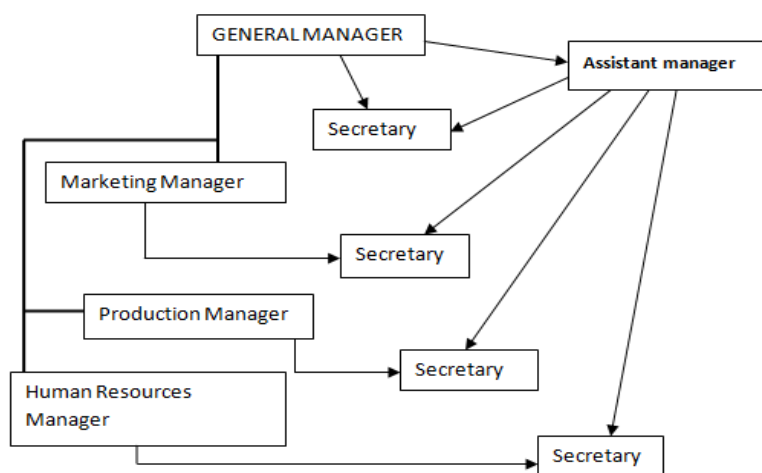 GENERAL MANAGER
Assistant manager
Secretary
Marketing Manager
Secretary
Production Manager
Secretary
Human Resources
Manager
Secretary